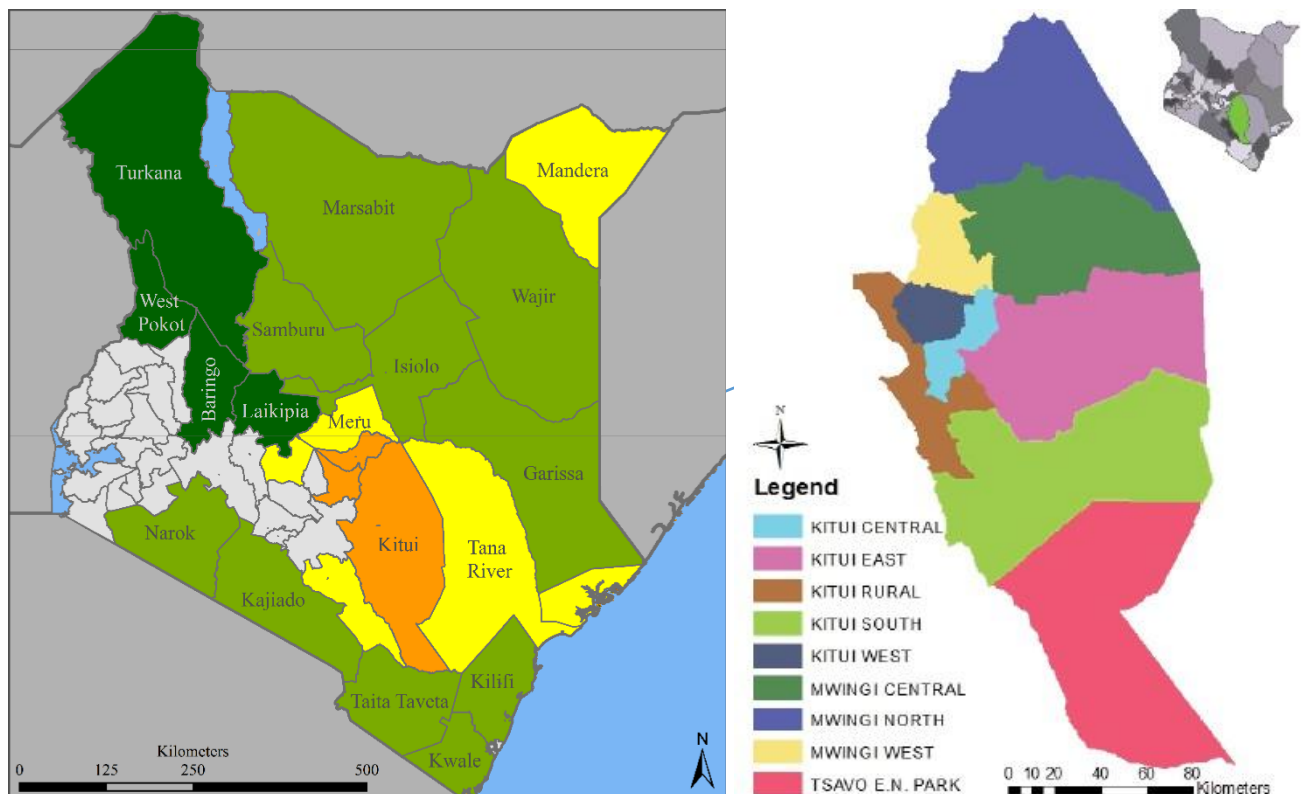 Turkana
Mandera
Marsabit
West
Pokot
Wajir
Samburu
Isiolo
Baringo
Laikipia
Meru
Garissa
Narok
Kitui
Tana
River
Kajiado
Taita Taveta
Kilifi
Kwale
Kilometers
0 125 250 500
N
N
Legend
KITUI CENTRAL
KITUI EAST
KITUI RURAL
KITUI SOUTH
KITUI WEST
MWINGI CENTRAL
MWINGI NORTH
MWINGI WEST
TSAVO E.N. PARK
0 10 20 40 60 80
Kilometers